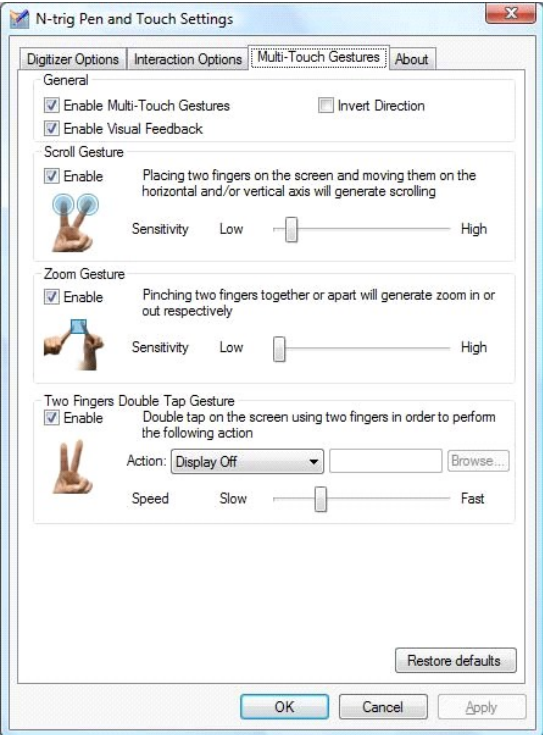 N-trig Pen and Touch Settings
Digitizer Options Interaction Options Multi-Touch Gestures About
General
Enable Multi-Touch Gestures Invert Direction
Enable Visual Feedback
Scroll Gesture
Enable Placing two fingers on the screen and moving them on the
horizontal and/or vertical axis will generate scrolling
Sensitivity Low High
Zoom Gesture
Enable Pinching two fingers together or apart will generate zoom in or
out respectively
Sensitivity Low High
Two Fingers Double Tap Gesture
Enable Double tap on the screen using two fingers in order to perform
the following action
Action: Display Off Browse...
Speed Slow Fast
Restore defaults
OK Cancel Apply